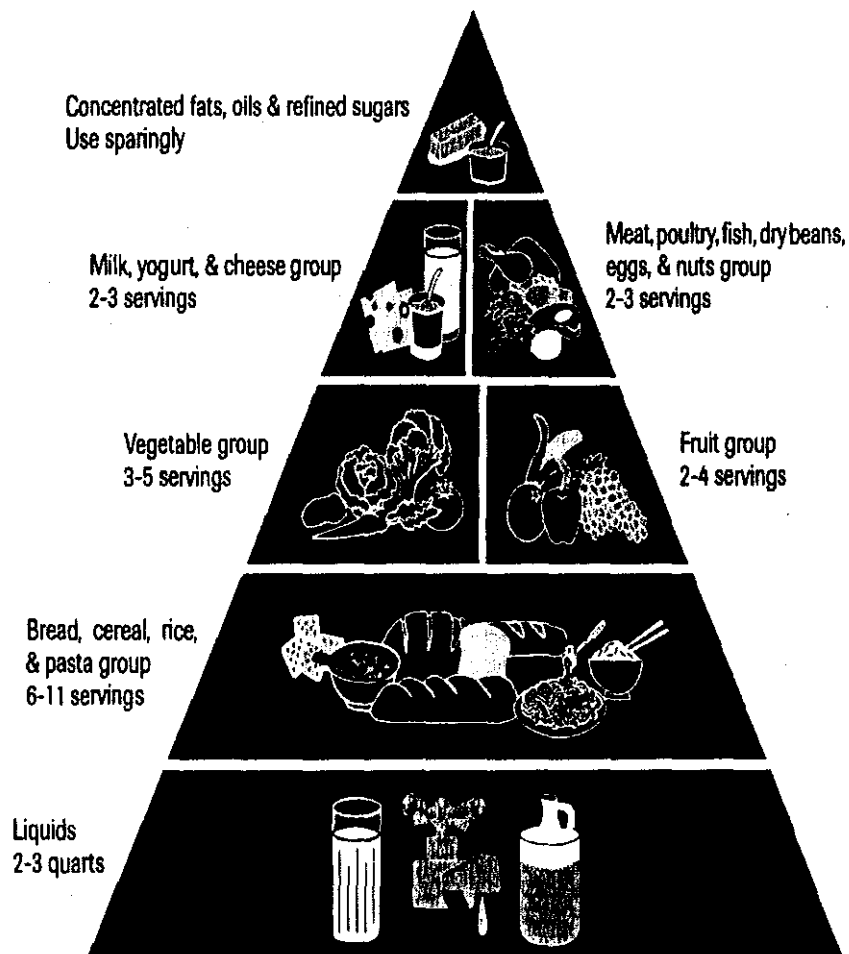 Concentrated fats, oils & refined sugars
Use sparingly
Milk, yogurt, & cheese group
2-3 servings
Meat, poultry, fish, dry beans,
eggs, & nuts group
2-3 servings
Vegetable group
3-5 servings
Fruit group
2-4 servings
Bread, cereal, rice,
& pasta group
6-11 servings
Liquids
2-3 quarts